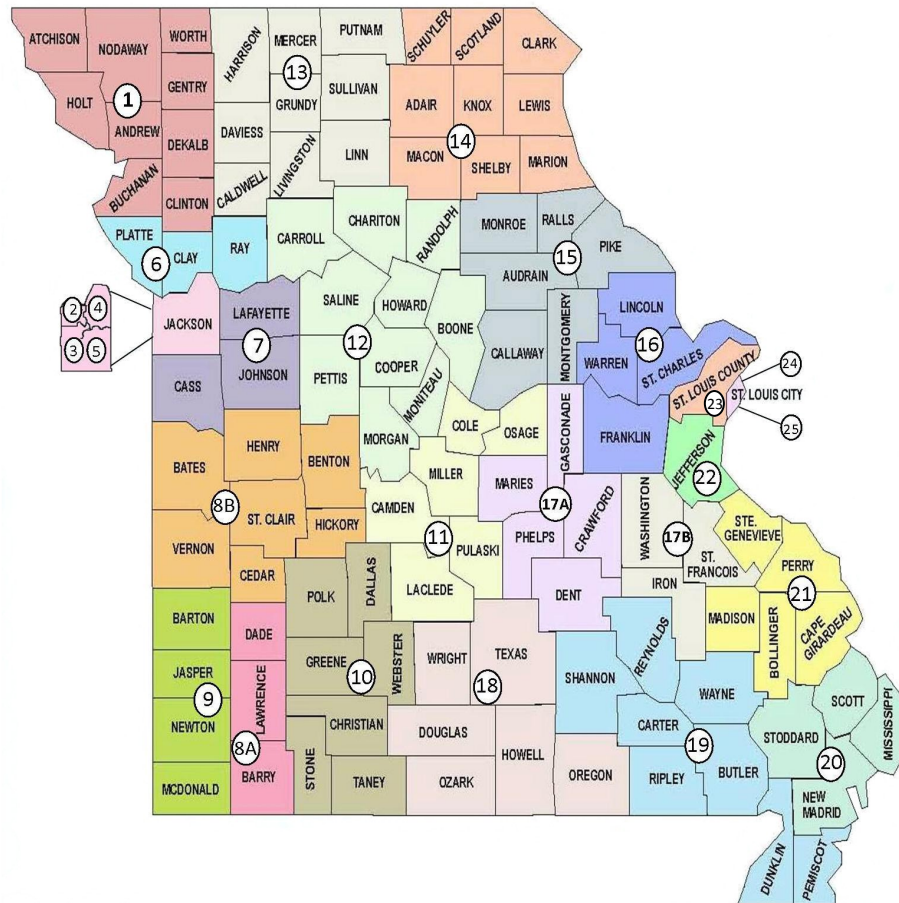 ATCHISON
NODAWAY
WORTH
HARRISON
MERCER
PUTNAM
SCHUYLER
SCOTLAND
CLARK
HOLT
1
GENTRY
13
SULLIVAN
ADAIR
KNOX
LEWIS
ANDREW
DEKALB
DAVIESS
GRUNDY
14
BUCHANAN
CLINTON
CALDWELL
LIVINGSTON
LINN
MACON
SHELBY
MARION
PLATTE
6
CLAY
RAY
CARROLL
CHARITON
RANDOLPH
MONROE
RALLS
PIKE
15
AUDRAIN
2
4
3
5
JACKSON
LAFAYETTE
7
JOHNSON
SALINE
12
HOWARD
BOONE
CALLAWAY
MONTGOMERY
LINCOLN
16
WARREN
ST. CHARLES
ST. LOUIS COUNTY
23
24
ST. LOUIS CITY
25
CASS
PETTIS
COOPER
MONITEAU
COLE
OSAGE
GASCONADE
FRANKLIN
JEFFERSON
22
BATES
HENRY
BENTON
MORGAN
MILLER
MARIES
17A
CRAWFORD
WASHINGTON
17B
ST.
FRANCOIS
STE.
GENEVIEVE
8B
ST. CLAIR
HICKORY
CAMDEN
11
PULASKI
PHELPS
VERNON
CEDAR
POLK
DALLAS
LACLEDE
DENT
IRON
PERRY
21
MADISON
BOLLINGER
CAPE
GIRARDEAU
BARTON
DADE
GREENE
10
WEBSTER
WRIGHT
TEXAS
18
SHANNON
REYNOLDS
WAYNE
JASPER
9
NEWTON
LAWRENCE
8A
BARRY
STONE
CHRISTIAN
DOUGLAS
HOWELL
CARTER
19
STODDARD
SCOTT
MISSISSIPPI
20
MCDONALD
TANEY
OZARK
OREGON
RIPLEY
BUTLER
NEW
MADRID
DUNKLIN
PEMISCOT